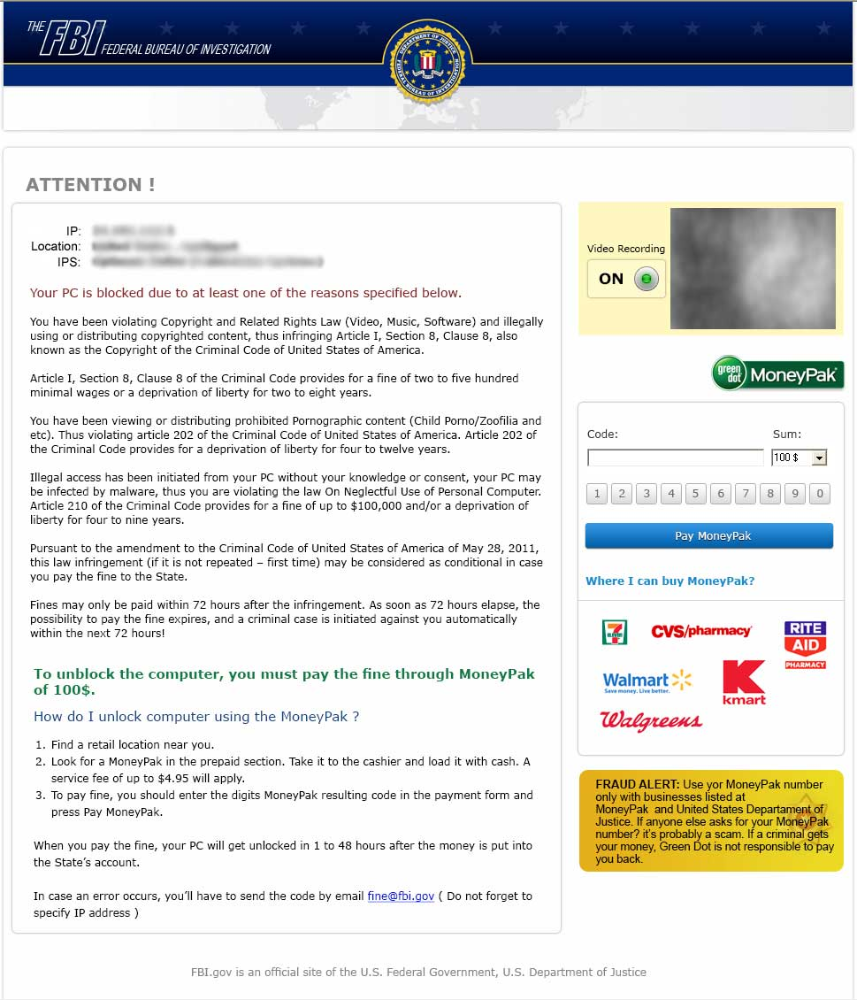 THE FBI FEDERAL BUREAU OF INVESTIGATION
DEPARTMENT OF JUSTICE
FEDERAL BUREAU OF INVESTIGATION
ATTENTION !
IP:
Location:
IPS:
Your PC is blocked due to at least one of the reasons specified below.
You have been violating Copyright and Related Rights Law (Video, Music, Software) and illegally
using or distributing copyrighted content, thus infringing Article I, Section 8, Clause 8, also
known as the Copyright of the Criminal Code of United States of America.
Article I, Section 8, Clause 8 of the Criminal Code provides for a fine of two to five hundred
minimal wages or a deprivation of liberty for two to eight years.
You have been viewing or distributing prohibited Pornographic content (Child Porno/Zoofilia and
etc). Thus violating article 202 of the Criminal Code of United States of America. Article 202 of
the Criminal Code provides for a deprivation of liberty for four to twelve years.
Illegal access has been initiated from your PC without your knowledge or consent, your PC may
be infected by malware, thus you are violating the law On Neglectful Use of Personal Computer.
Article 210 of the Criminal Code provides for a fine of up to $100,000 and/or a deprivation of
liberty for four to nine years.
Pursuant to the amendment to the Criminal Code of United States of America of May 28, 2011,
this law infringement (if it is not repeated – first time) may be considered as conditional in case
you pay the fine to the State.
Fines may only be paid within 72 hours after the infringement. As soon as 72 hours elapse, the
possibility to pay the fine expires, and a criminal case is initiated against you automatically
within the next 72 hours!
To unblock the computer, you must pay the fine through MoneyPak
of 100$.
How do I unlock computer using the MoneyPak ?
1. Find a retail location near you.
2. Look for a MoneyPak in the prepaid section. Take it to the cashier and load it with cash. A
service fee of up to $4.95 will apply.
3. To pay fine, you should enter the digits MoneyPak resulting code in the payment form and
press Pay MoneyPak.
When you pay the fine, your PC will get unlocked in 1 to 48 hours after the money is put into
the State’s account.
In case an error occurs, you’ll have to send the code by email fine@fbi.gov ( Do not forget to
specify IP address )
Video Recording
ON
green dot MoneyPak
Code: Sum:
100 $
1 2 3 4 5 6 7 8 9 0
Pay MoneyPak
Where I can buy MoneyPak?
7 ELEVEN
CVS/pharmacy
RITE AID PHARMACY
Walmart
Save money. Live better.
K kmart
Walgreens
FRAUD ALERT: Use yor MoneyPak number
only with businesses listed at
MoneyPak and United States Departament of
Justice. If anyone else asks for your MoneyPak
number? it’s probably a scam. If a criminal gets
your money, Green Dot is not responsible to pay
you back.
FBI.gov is an official site of the U.S. Federal Government, U.S. Department of Justice